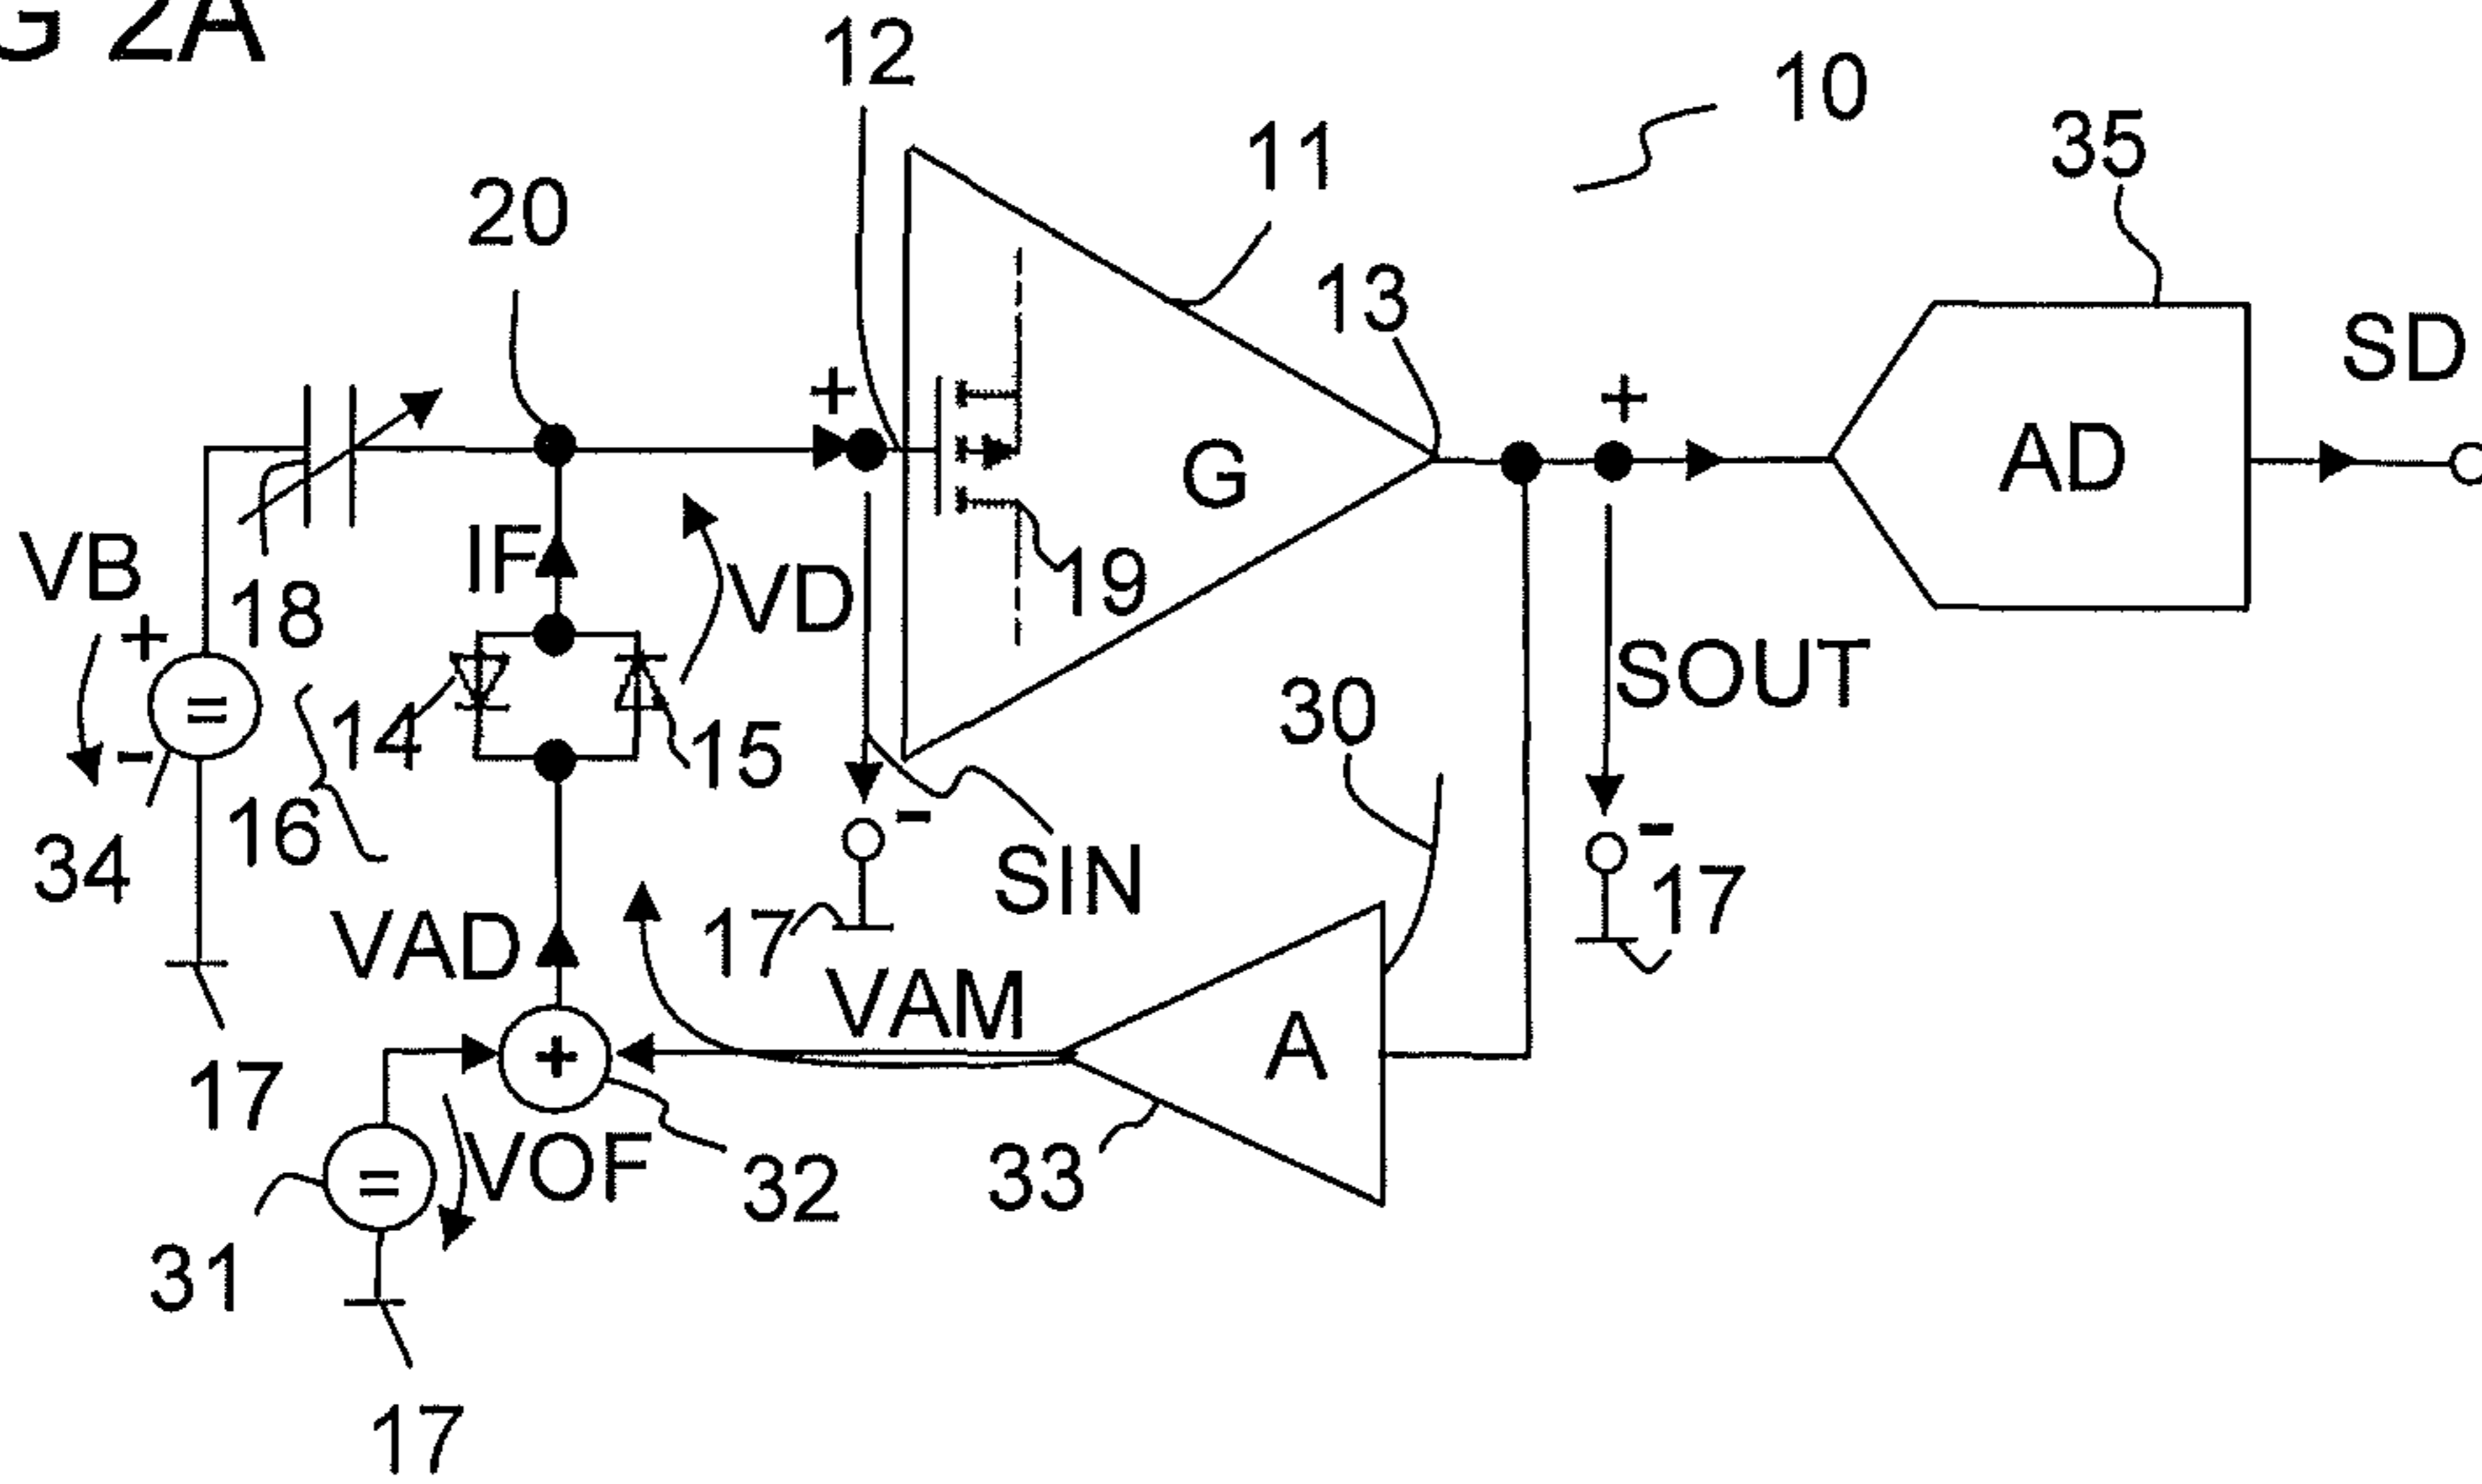 G 2A
12
10
11
35
20
13
SD
+
+
G
AD
IF
VB
VD
19
18
+
=
-
SOUT
14
15
30
16
34
-
-
SIN
17
17
VAD
VAM
+
A
17
VOF
32
33
=
31
17